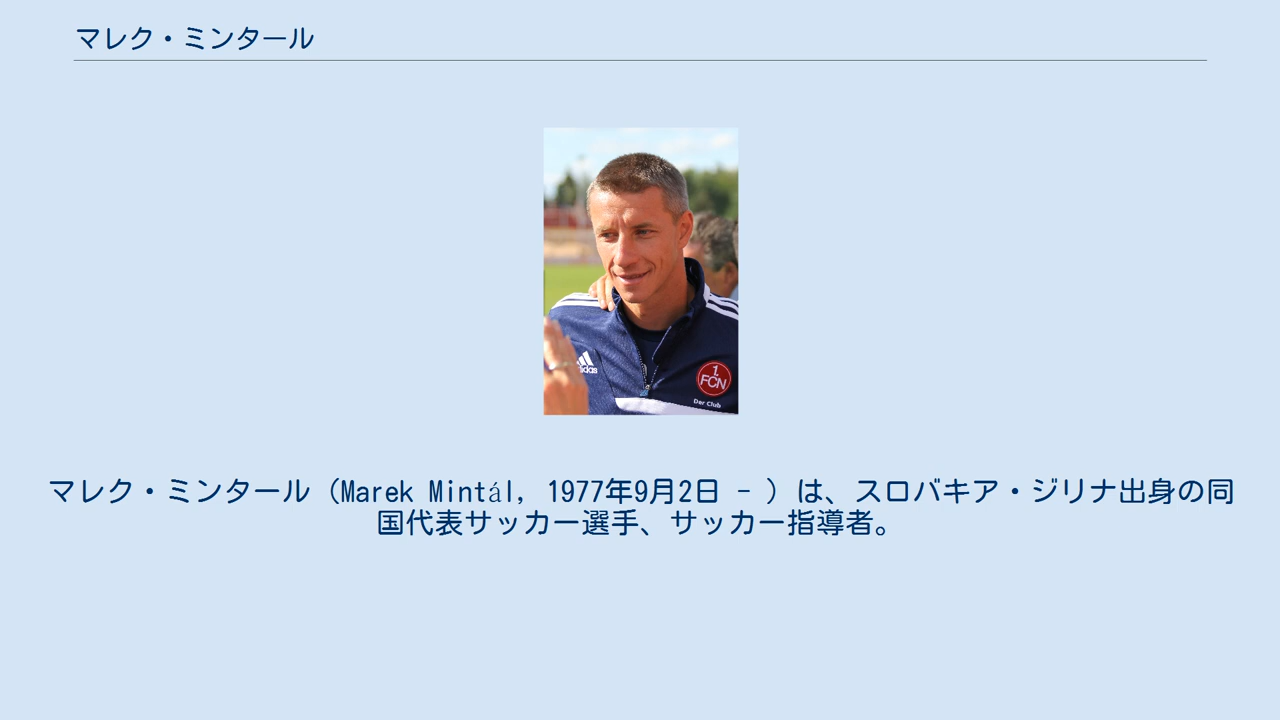 マレク・ミンタール
adidas
1.
FCN
Der Club
マレク・ミンタール（Marek Mintál, 1977年9月2日 - ）は、スロバキア・ジリナ出身の同
国代表サッカー選手、サッカー指導者。